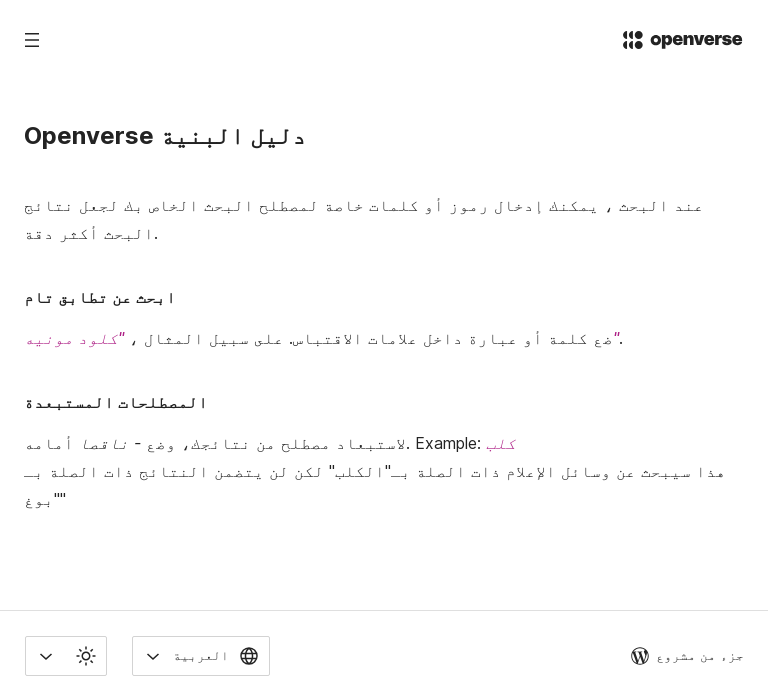 openverse
Openverse دليل البنية
عند البحث ، يمكنك إدخال رموز أو كلمات خاصة لمصطلح البحث الخاص بك لجعل نتائج
البحث أكثر دقة.
ابحث عن تطابق تام
ضع كلمة أو عبارة داخل علامات الاقتباس. على سبيل المثال ، "كلود مونيه".
المصطلحات المستبعدة
لاستبعاد مصطلح من نتائجك، وضع - ناقصا أمامه. Example: كلب
هذا سيبحث عن وسائل الإعلام ذات الصلة بـ"الكلب" لكن لن يتضمن النتائج ذات الصلة بـ
"بوغ"
العربية
جزء من مشروع